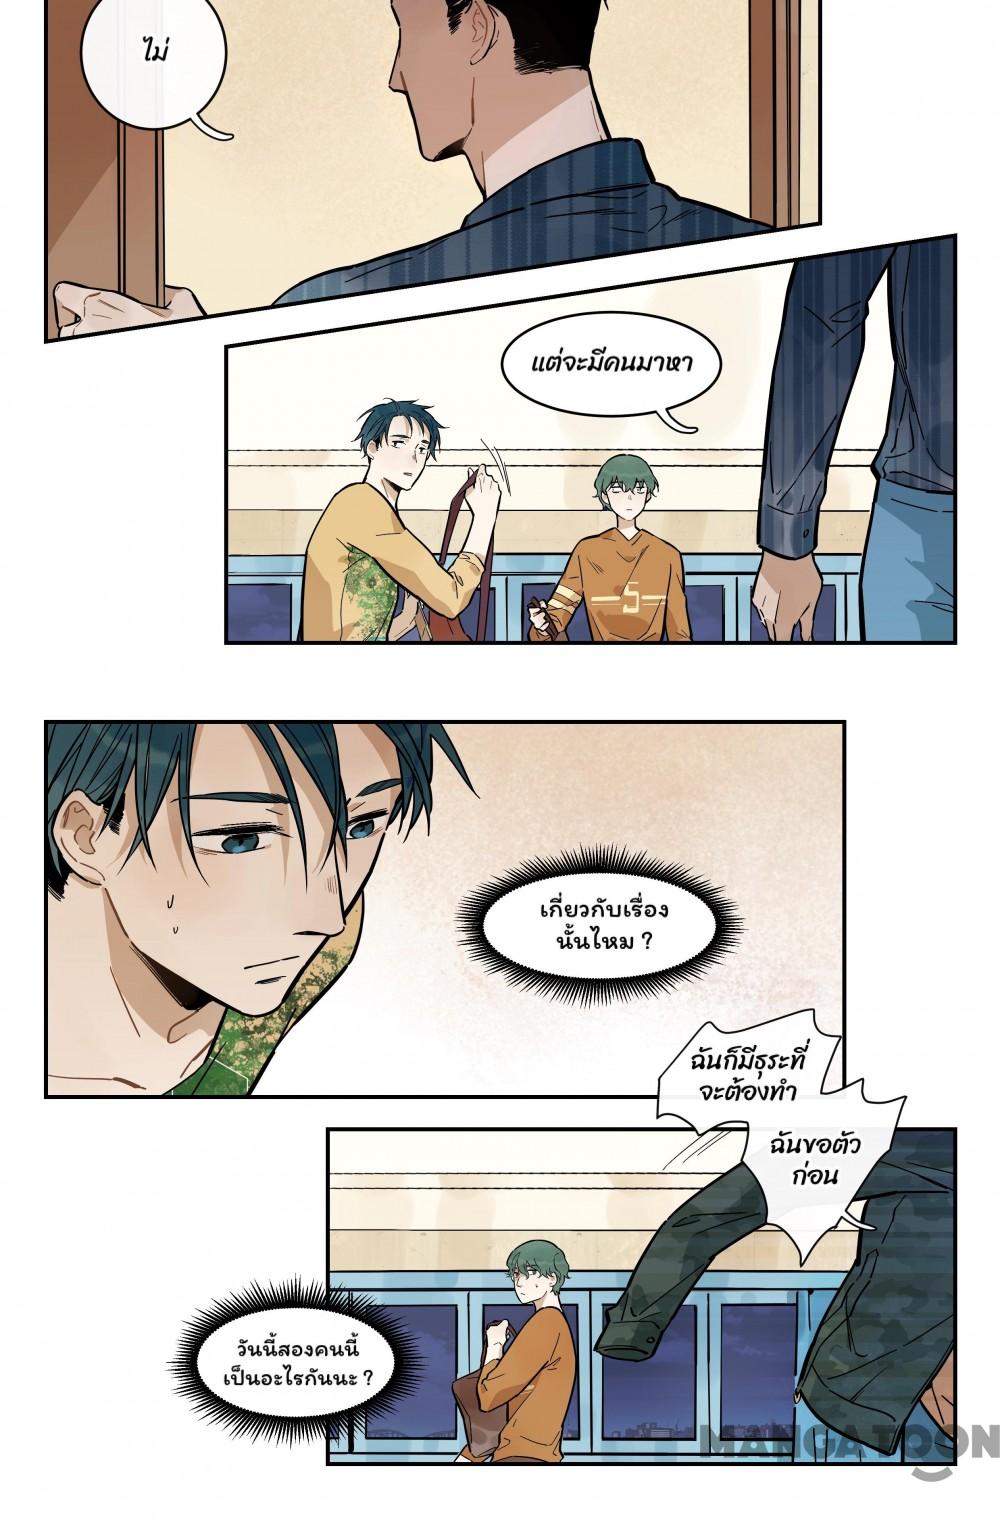 ไม่
แต่จะมีคนมาหา
5
เกี่ยวกับเรื่อง
นั้นไหม ?
ฉันก็มีธุระที่
จะต้องทำ
ฉันขอตัว
ก่อน
วันนี้สองคนนี้
เป็นอะไรกันนะ ?
MANGATOON